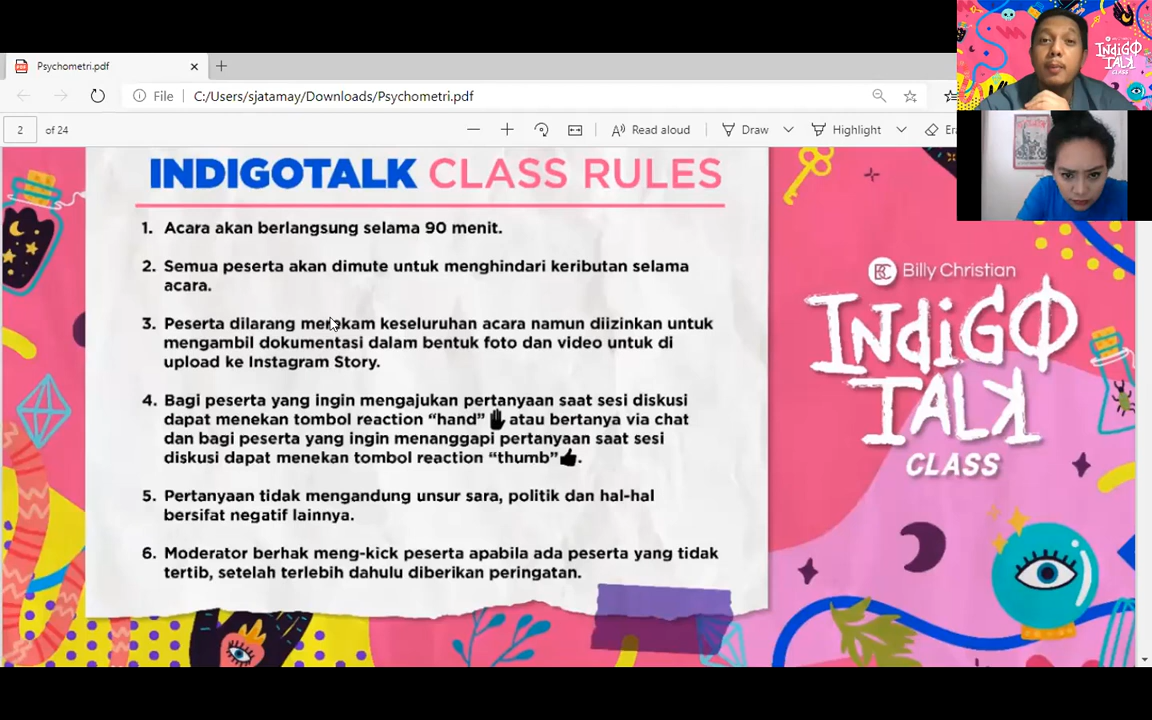 Psychometri.pdf
File C:/Users/sjatamay/Downloads/Psychometri.pdf
2 of 24 Read aloud Draw Highlight
INDIGOTALK CLASS RULES
1. Acara akan berlangsung selama 90 menit.
2. Semua peserta akan dimute untuk menghindari keributan selama
acara.
3. Peserta dilarang merekam keseluruhan acara namun diizinkan untuk
mengambil dokumentasi dalam bentuk foto dan video untuk di
upload ke Instagram Story.
4. Bagi peserta yang ingin mengajukan pertanyaan saat sesi diskusi
dapat menekan tombol reaction “hand” atau bertanya via chat
dan bagi peserta yang ingin menanggapi pertanyaan saat sesi
diskusi dapat menekan tombol reaction “thumb” .
5. Pertanyaan tidak mengandung unsur sara, politik dan hal-hal
bersifat negatif lainnya.
6. Moderator berhak meng-kick peserta apabila ada peserta yang tidak
tertib, setelah terlebih dahulu diberikan peringatan.
BC Billy Christian
INDIGO
TALK
CLASS
INDIGO
TALK
CLASS